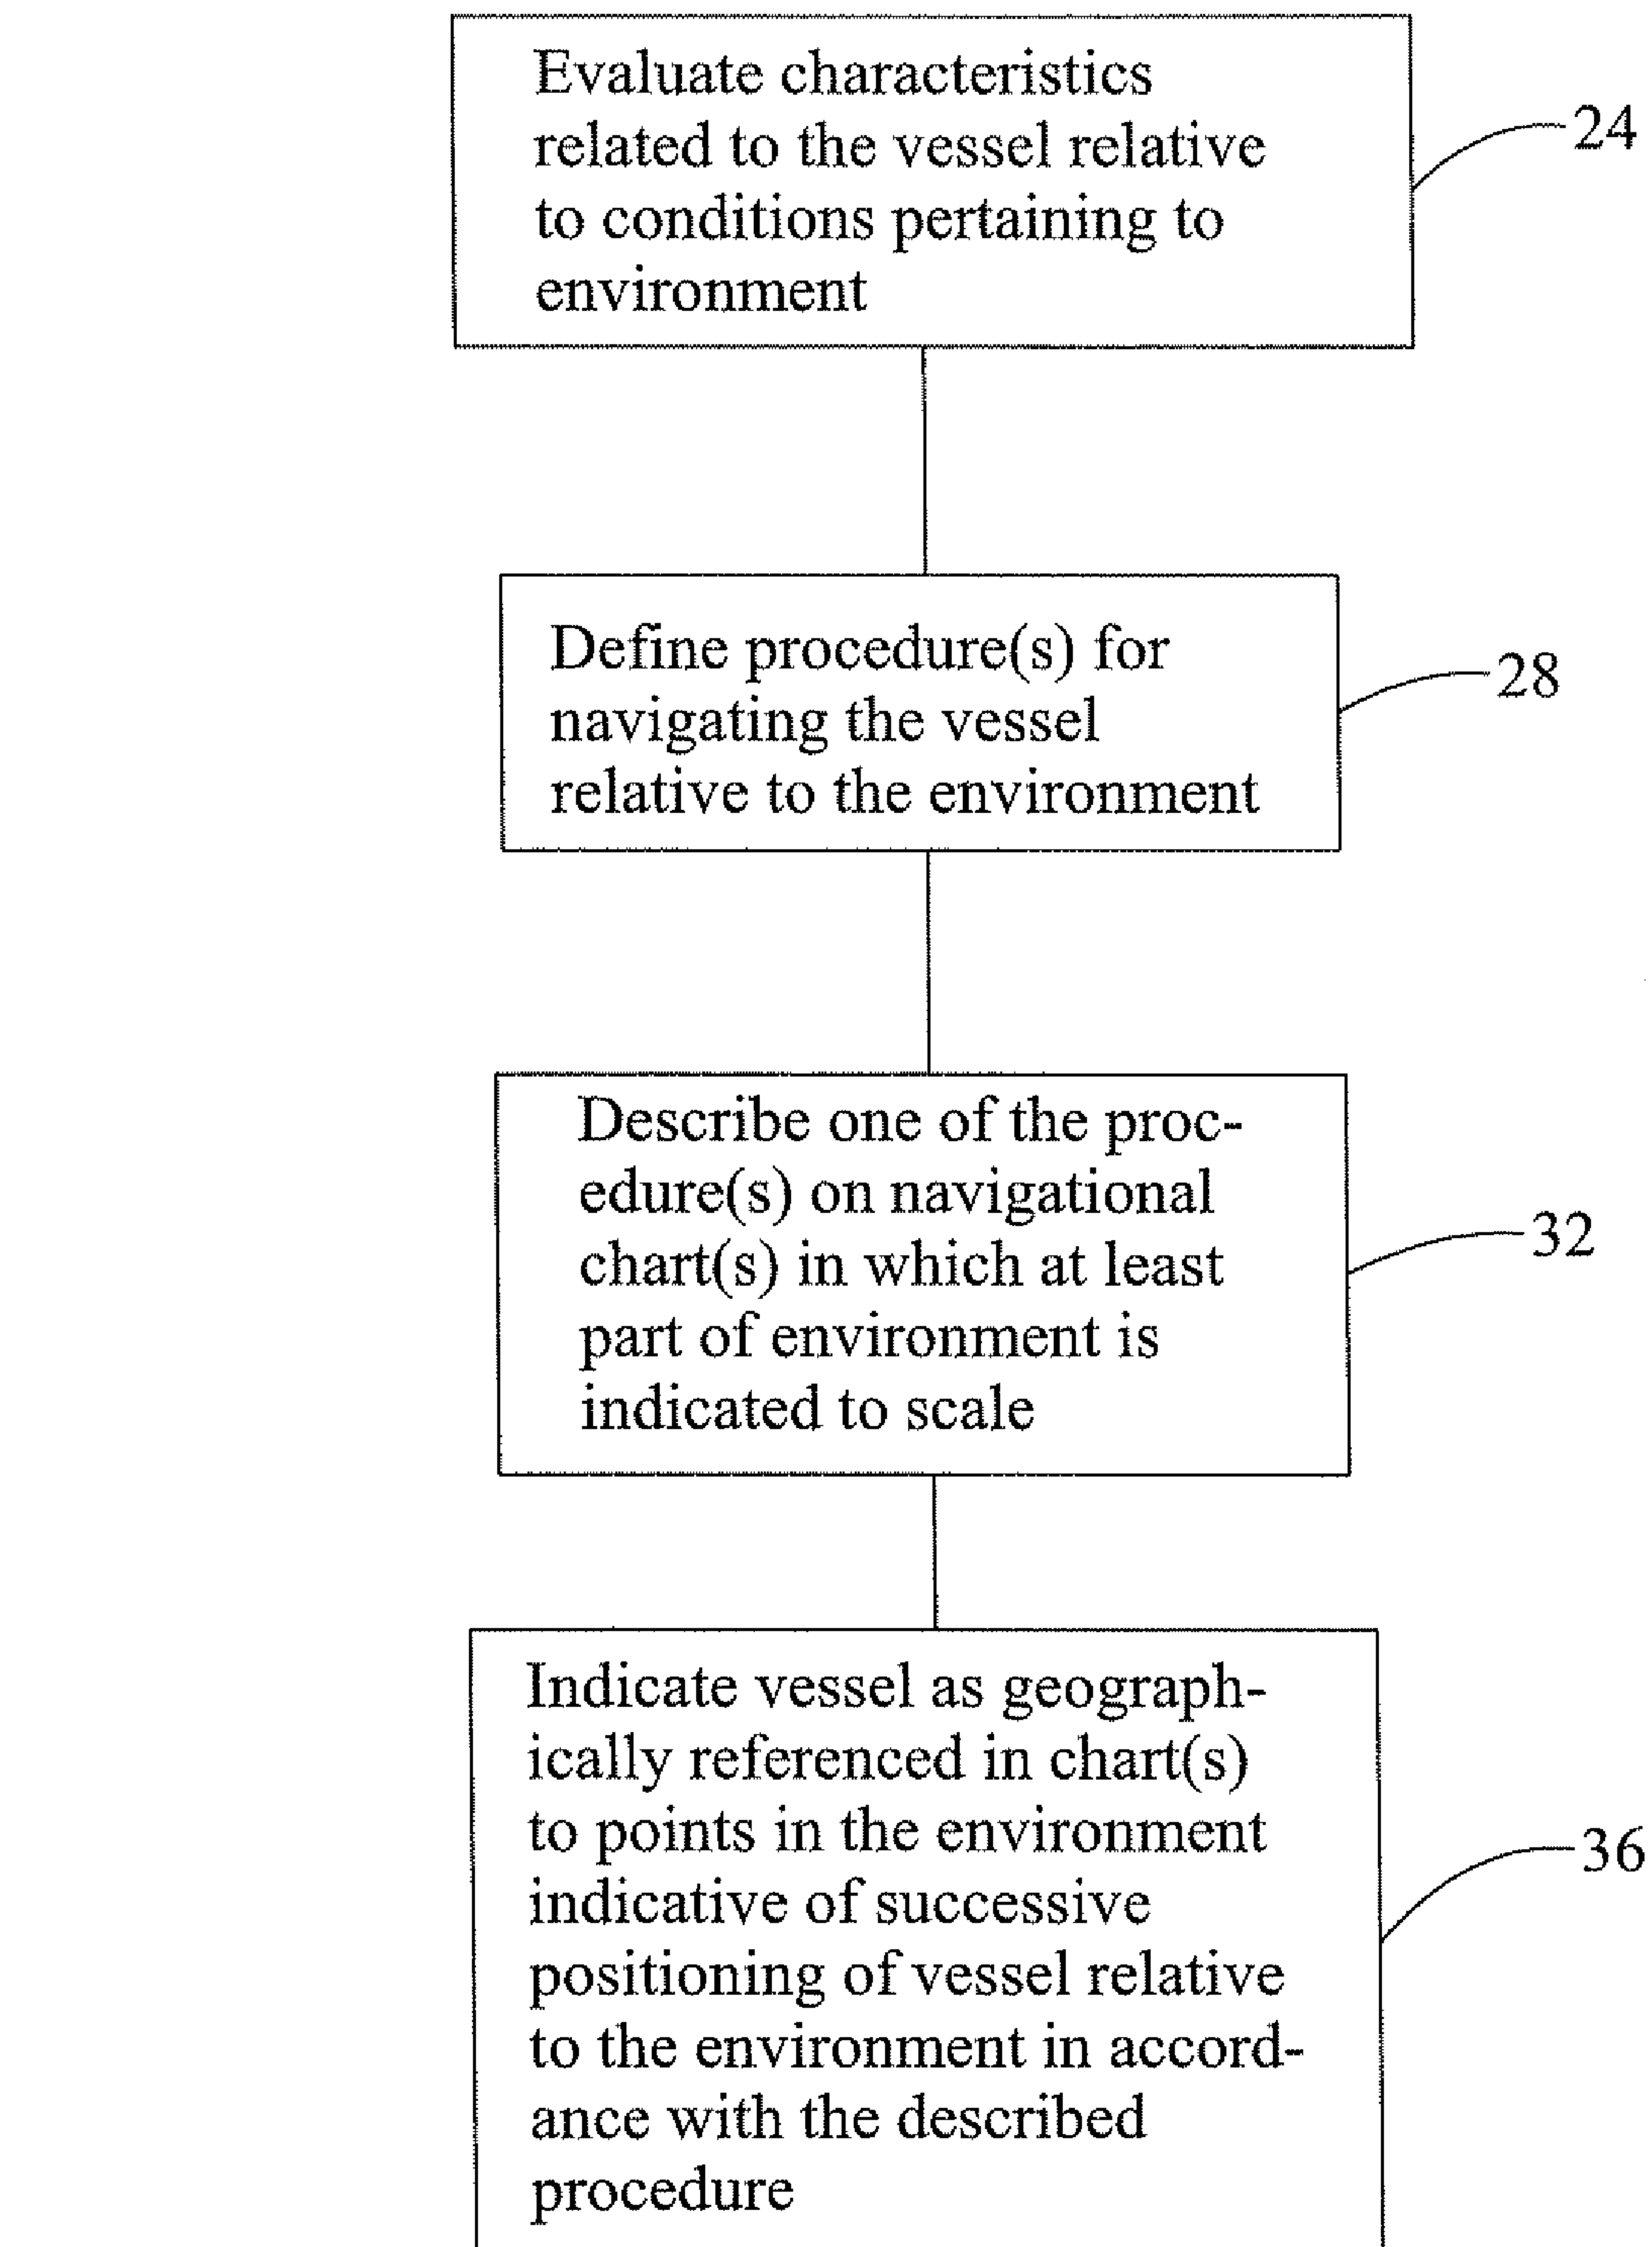 Evaluate characteristics
related to the vessel relative
to conditions pertaining to
environment
24
Define procedure(s) for
navigating the vessel
relative to the environment
28
Describe one of the proc-
edure(s) on navigational
chart(s) in which at least
part of environment is
indicated to scale
32
Indicate vessel as geograph-
ically referenced in chart(s)
to points in the environment
indicative of successive
positioning of vessel relative
to the environment in accord-
ance with the described
procedure
36